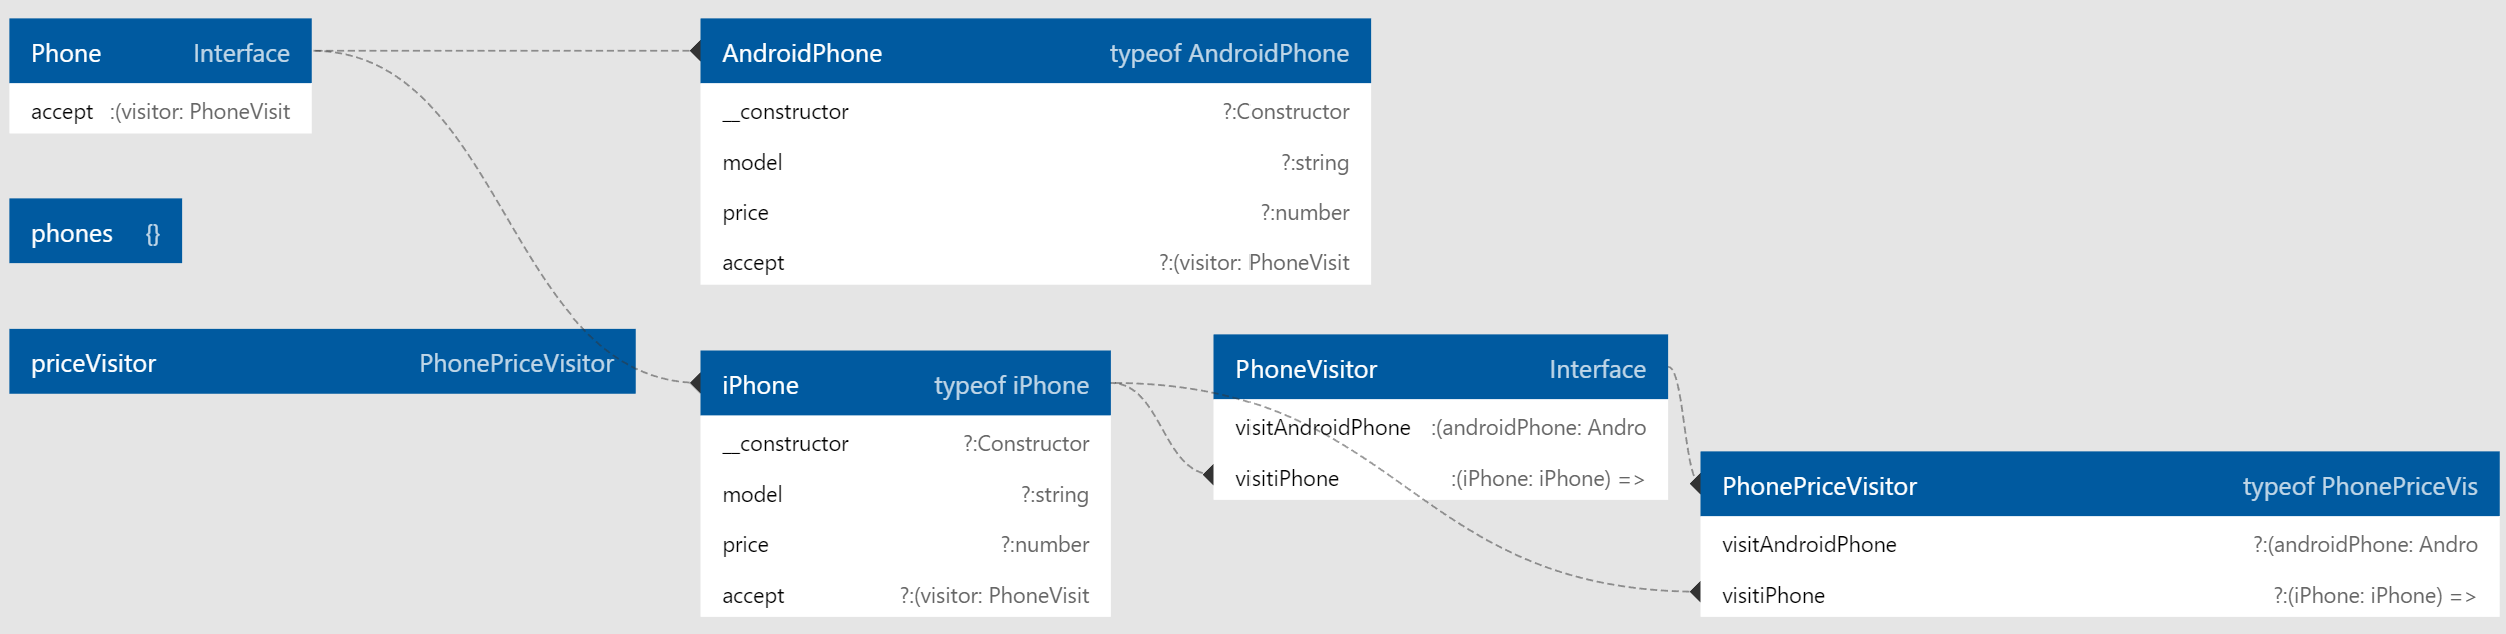 Phone Interface
accept :(visitor: PhoneVisit
phones {}
priceVisitor PhonePriceVisitor
AndroidPhone typeof AndroidPhone
__constructor ?:Constructor
model ?:string
price ?:number
accept ?:(visitor: PhoneVisit
iPhone typeof iPhone
__constructor ?:Constructor
model ?:string
price ?:number
accept ?:(visitor: PhoneVisit
PhoneVisitor Interface
visitAndroidPhone :(androidPhone: Andro
visitiPhone :(iPhone: iPhone) =>
PhonePriceVisitor typeof PhonePriceVis
visitAndroidPhone ?:(androidPhone: Andro
visitiPhone ?:(iPhone: iPhone) =>